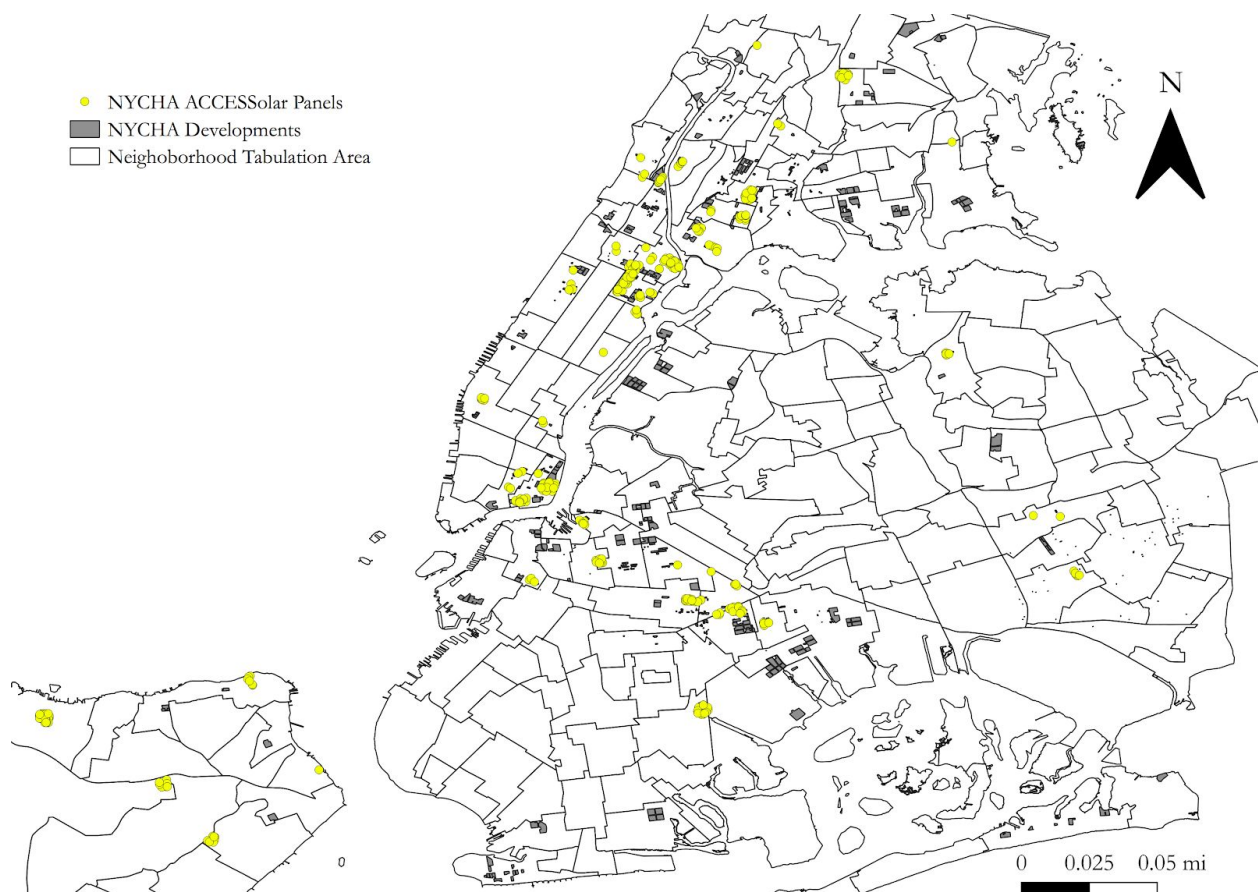 NYCHA ACCESSolar Panels
NYCHA Developments
Neighoborhood Tabulation Area
N
0 0.025 0.05 mi